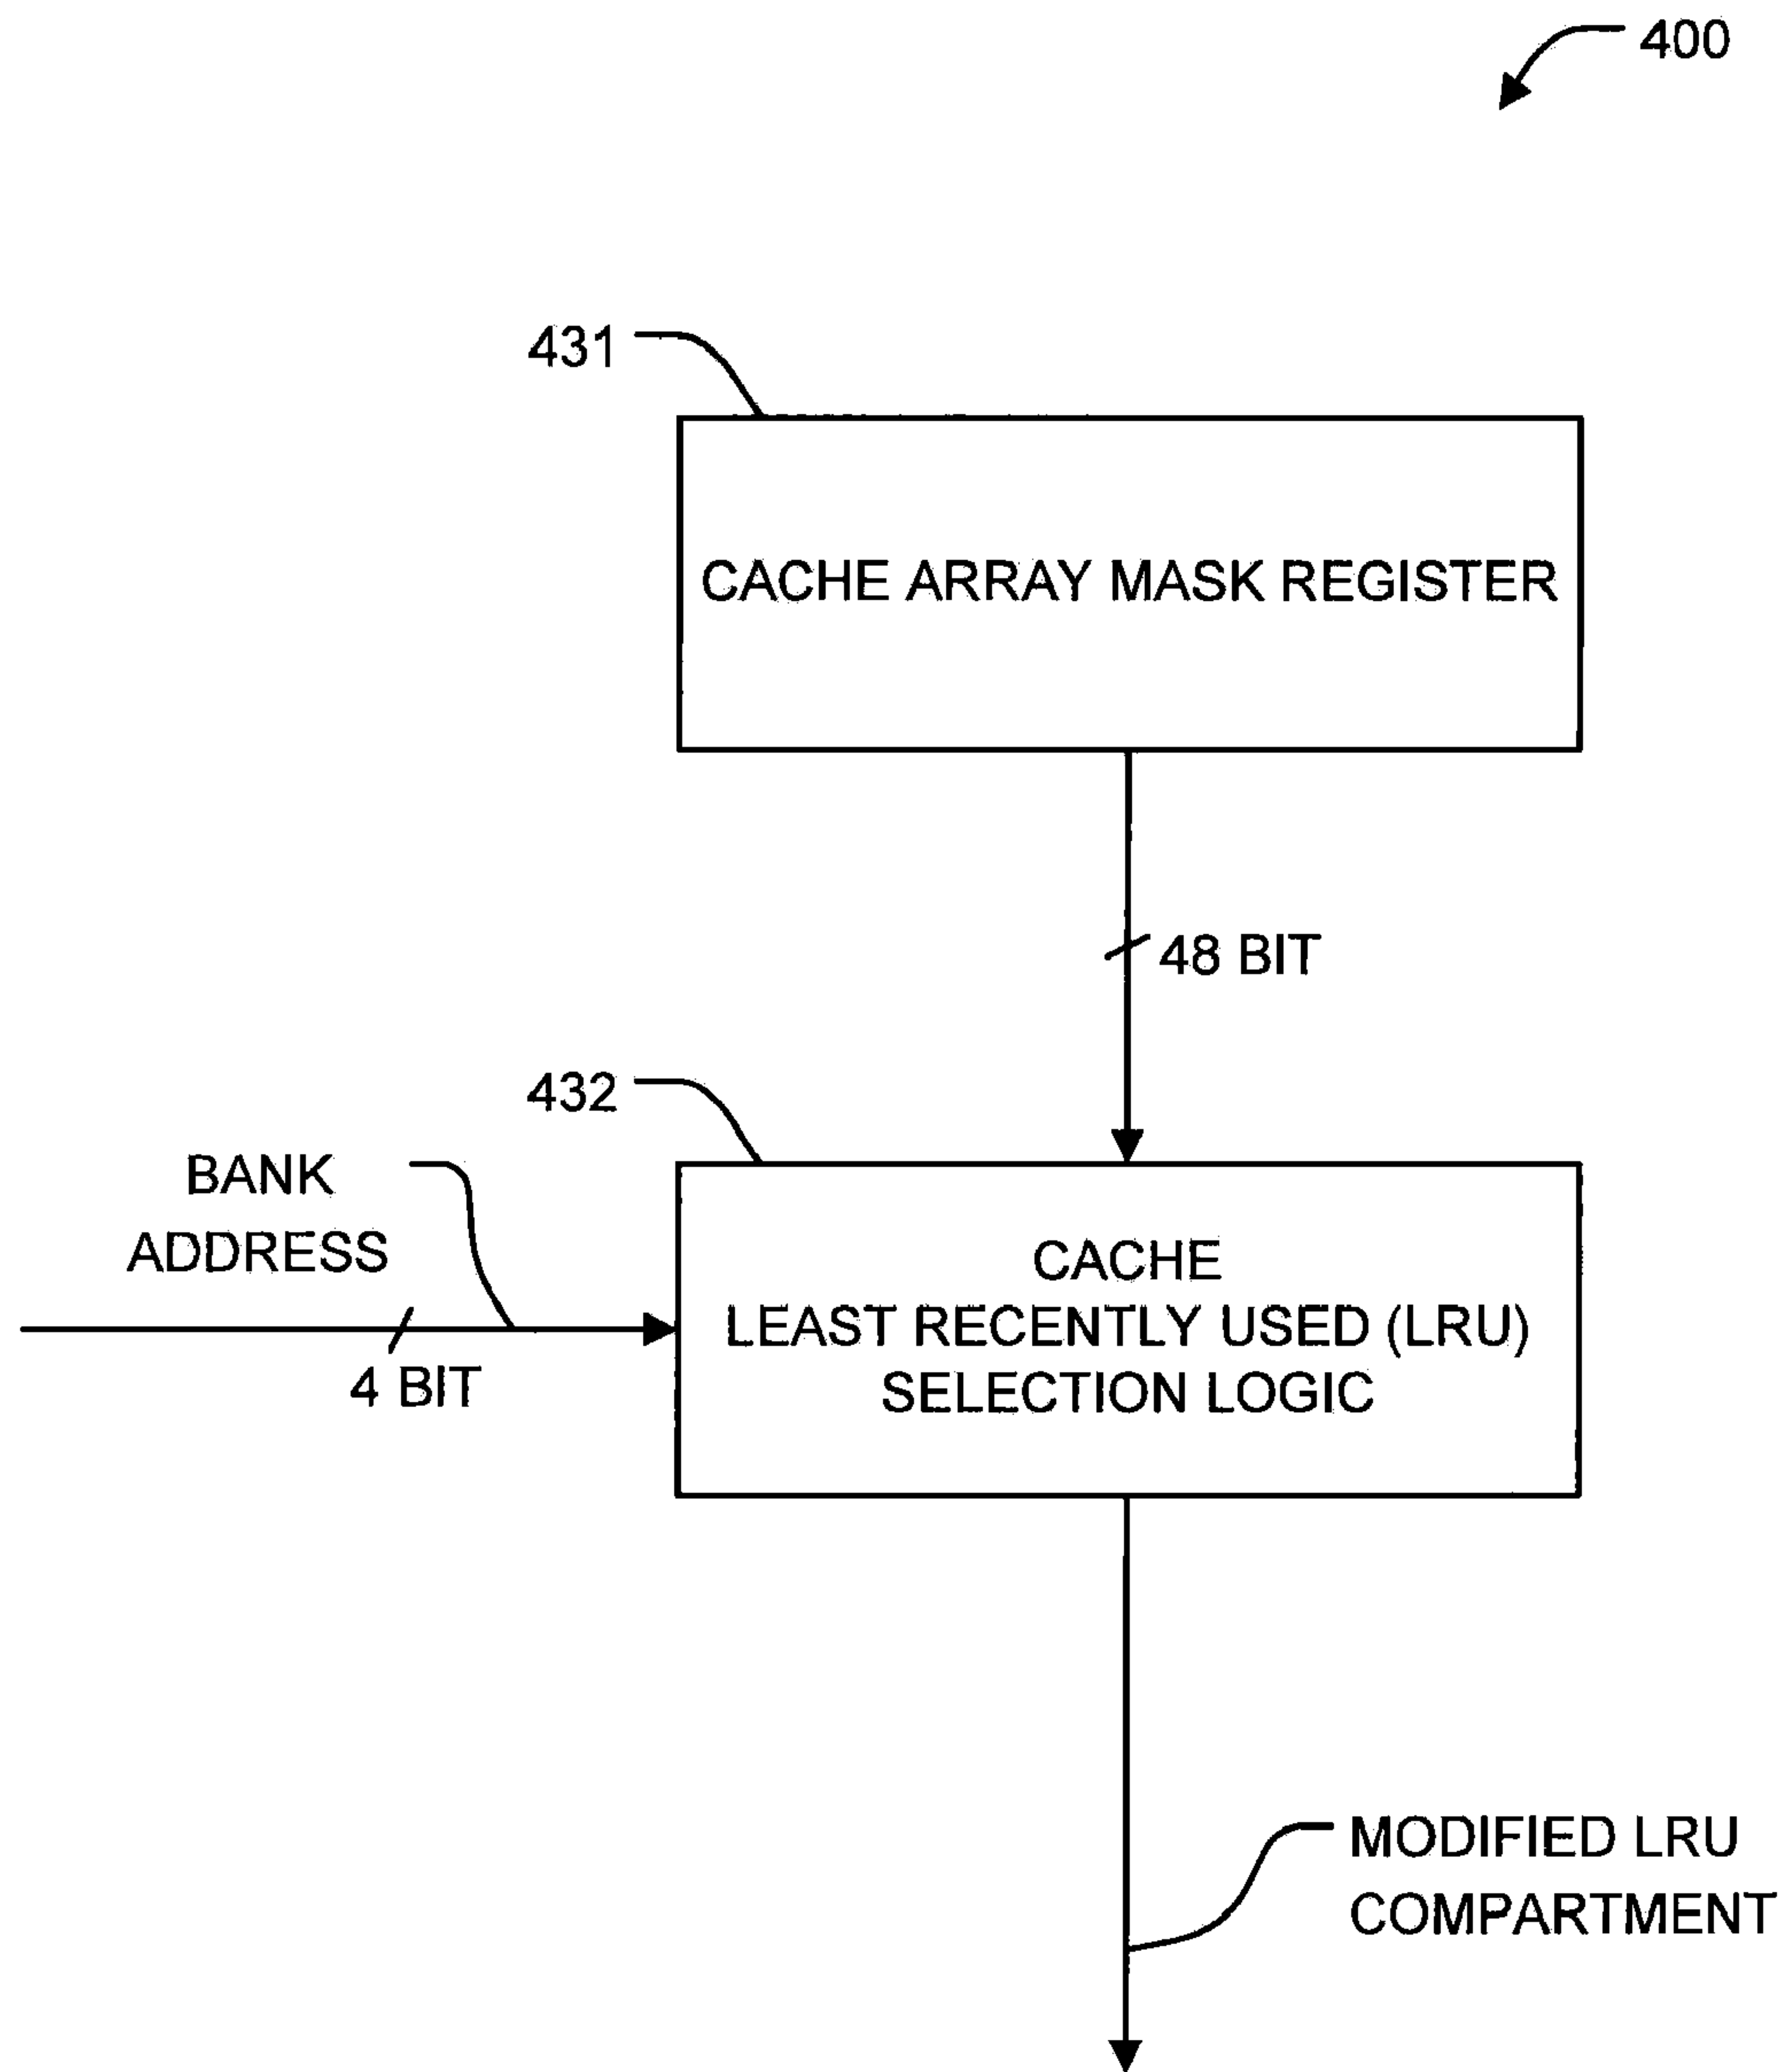 400
431
CACHE ARRAY MASK REGISTER
48 BIT
432
BANK
ADDRESS
4 BIT
CACHE
LEAST RECENTLY USED (LRU)
SELECTION LOGIC
MODIFIED LRU
COMPARTMENT